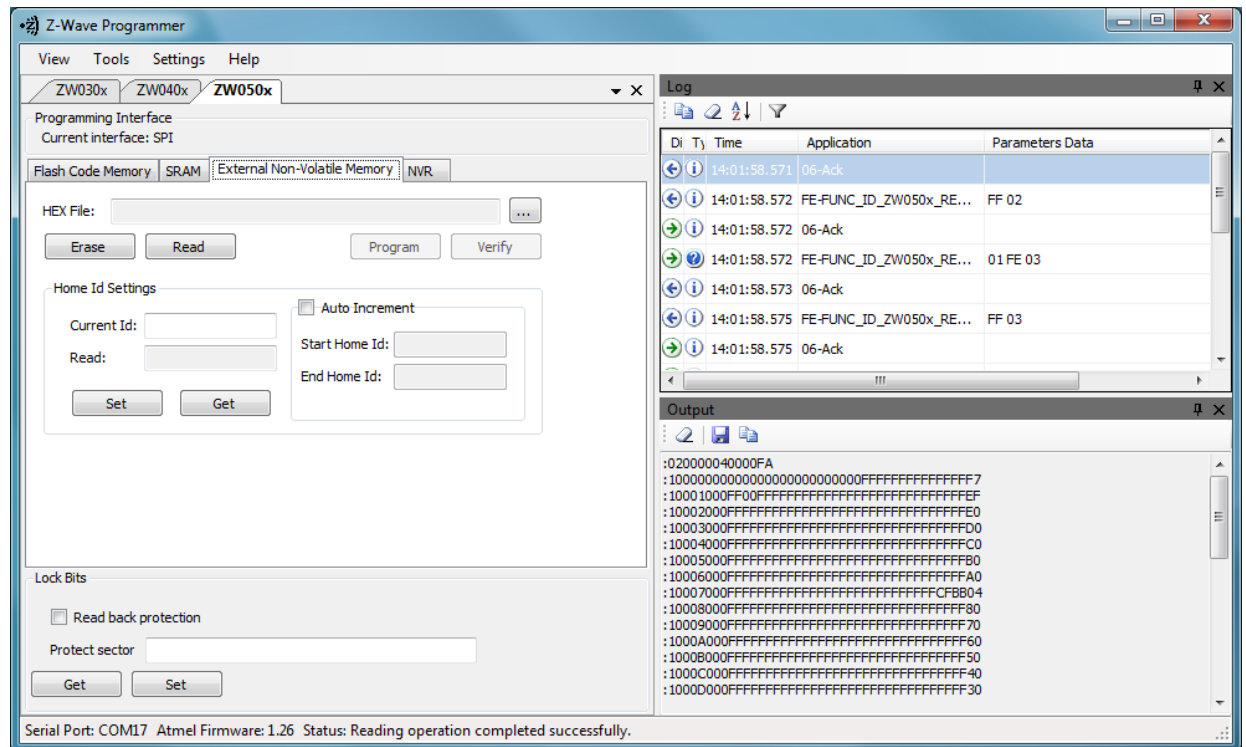 Z-Wave Programmer
View Tools Settings Help
ZW030x ZW040x ZW050x
Programming Interface
Current interface: SPI
Flash Code Memory SRAM External Non-Volatile Memory NVR
HEX File: ...
Erase Read Program Verify
Home Id Settings
Auto Increment
Current Id:
Start Home Id:
Read:
End Home Id:
Set Get
Lock Bits
Read back protection
Protect sector
Get Set
Log
Di Ty Time Application Parameters Data
14:01:58.571 06-Ack
14:01:58.572 FE-FUNC_ID_ZW050x_RE... FF 02
14:01:58.572 06-Ack
14:01:58.572 FE-FUNC_ID_ZW050x_RE... 01 FE 03
14:01:58.573 06-Ack
14:01:58.575 FE-FUNC_ID_ZW050x_RE... FF 03
14:01:58.575 06-Ack
Output
:020000040000FA
:10000000000000000000000000FFFFFFFFFFFFFFF7
:10001000FF00FFFFFFFFFFFFFFFFFFFFFFFFFFFFEF
:10002000FFFFFFFFFFFFFFFFFFFFFFFFFFFFFFFFE0
:10003000FFFFFFFFFFFFFFFFFFFFFFFFFFFFFFFFD0
:10004000FFFFFFFFFFFFFFFFFFFFFFFFFFFFFFFFC0
:10005000FFFFFFFFFFFFFFFFFFFFFFFFFFFFFFFFB0
:10006000FFFFFFFFFFFFFFFFFFFFFFFFFFFFFFFFA0
:10007000FFFFFFFFFFFFFFFFFFFFFFFFFFFFCFBB04
:10008000FFFFFFFFFFFFFFFFFFFFFFFFFFFFFFFF80
:10009000FFFFFFFFFFFFFFFFFFFFFFFFFFFFFFFF70
:1000A000FFFFFFFFFFFFFFFFFFFFFFFFFFFFFFFF60
:1000B000FFFFFFFFFFFFFFFFFFFFFFFFFFFFFFFF50
:1000C000FFFFFFFFFFFFFFFFFFFFFFFFFFFFFFFF40
:1000D000FFFFFFFFFFFFFFFFFFFFFFFFFFFFFFFF30
Serial Port: COM17 Atmel Firmware: 1.26 Status: Reading operation completed successfully.